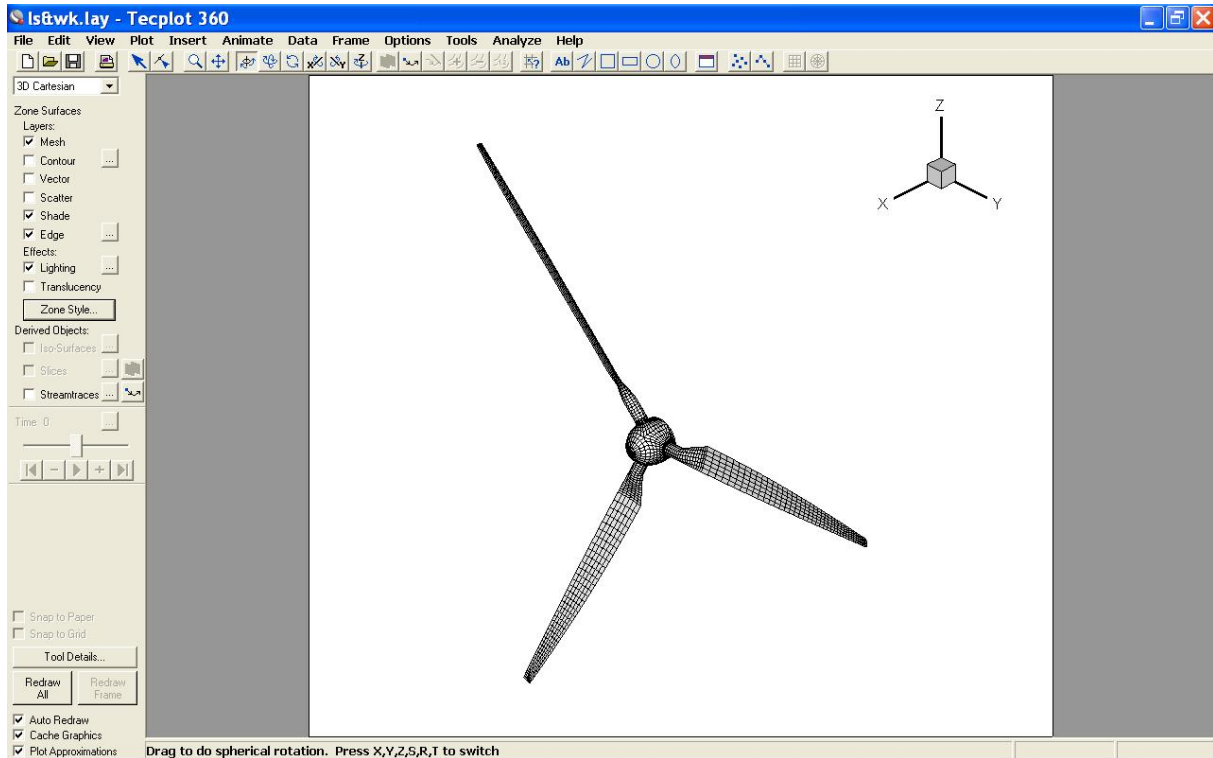 ls&twk.lay - Tecplot 360
File Edit View Plot Insert Animate Data Frame Options Tools Analyze Help
Ab
3D Cartesian
Zone Surfaces
Layers:
Mesh
Contour ...
Vector
Scatter
Shade
Edge ...
Effects:
Lighting ...
Translucency
Zone Style...
Derived Objects:
Iso-Surfaces ...
Slices ...
Streamtraces ...
Time 0 ...
Snap to Paper
Snap to Grid
Tool Details...
Redraw All
Redraw Frame
Auto Redraw
Cache Graphics
Plot Approximations
Z
X
Y
Drag to do spherical rotation. Press X,Y,Z,S,R,T to switch